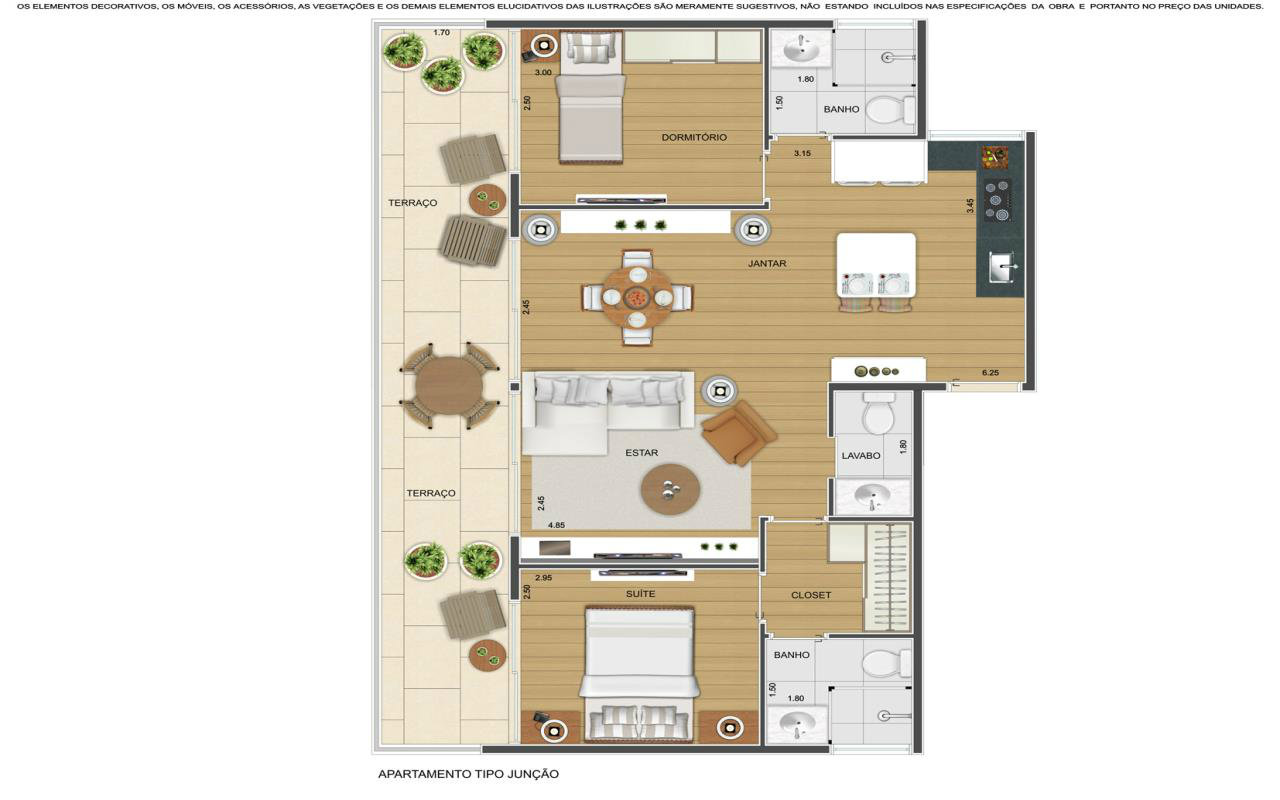 OS ELEMENTOS DECORATIVOS, OS MÓVEIS, OS ACESSÓRIOS, AS VEGETAÇÕES E OS DEMAIS ELEMENTOS ELUCIDATIVOS DAS ILUSTRAÇÕES SÃO MERAMENTE SUGESTIVOS, NÃO ESTANDO INCLUÍDOS NAS ESPECIFICAÇÕES DA OBRA E PORTANTO NO PREÇO DAS UNIDADES.
1.70
3.00
2.50
DORMITÓRIO
1.80
1.50
BANHO
3.15
TERRAÇO
3.45
JANTAR
2.45
6.25
ESTAR
LAVABO
1.80
TERRAÇO
2.45
4.85
2.95
2.50
SUÍTE
CLOSET
BANHO
1.50
1.80
APARTAMENTO TIPO JUNÇÃO